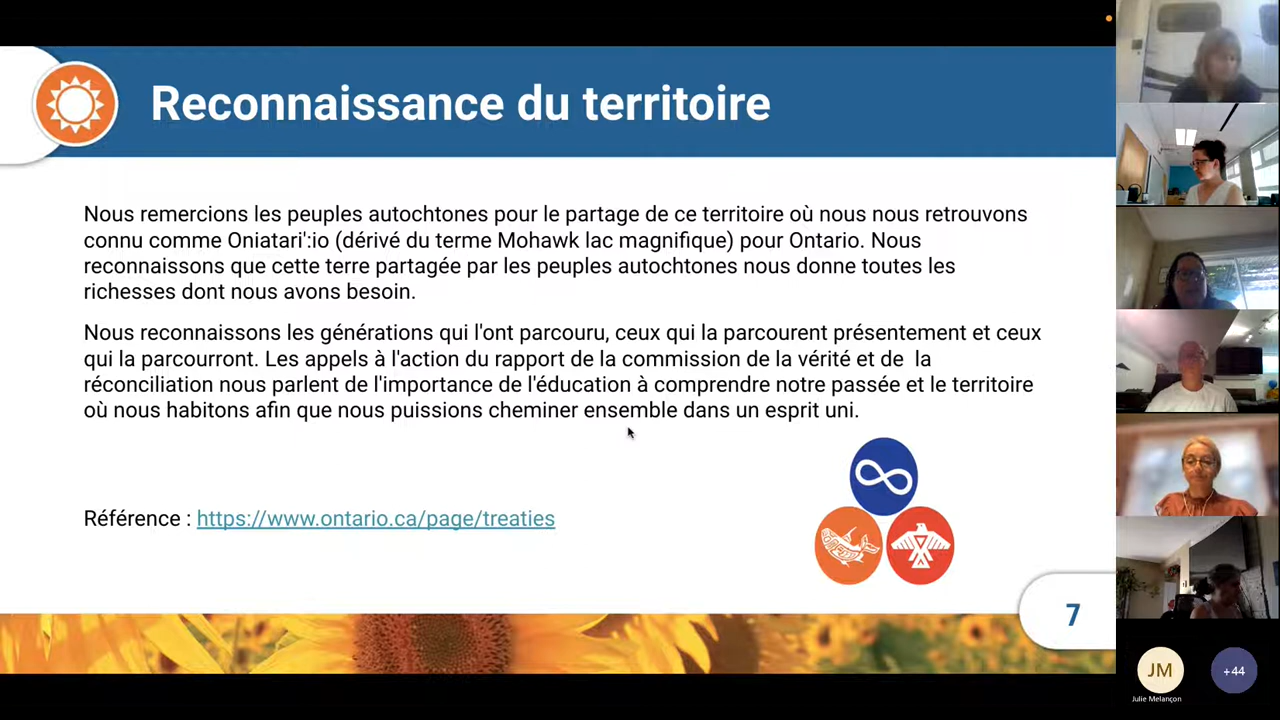 Reconnaissance du territoire
Nous remercions les peuples autochtones pour le partage de ce territoire où nous nous retrouvons
connu comme Oniatari':io (dérivé du terme Mohawk lac magnifique) pour Ontario. Nous
reconnaissons que cette terre partagée par les peuples autochtones nous donne toutes les
richesses dont nous avons besoin.
Nous reconnaissons les générations qui l'ont parcouru, ceux qui la parcourent présentement et ceux
qui la parcourront. Les appels à l'action du rapport de la commission de la vérité et de  la
réconciliation nous parlent de l'importance de l'éducation à comprendre notre passée et le territoire
où nous habitons afin que nous puissions cheminer ensemble dans un esprit uni.
Référence : https://www.ontario.ca/page/treaties
7
JM
+44
Julie Melançon